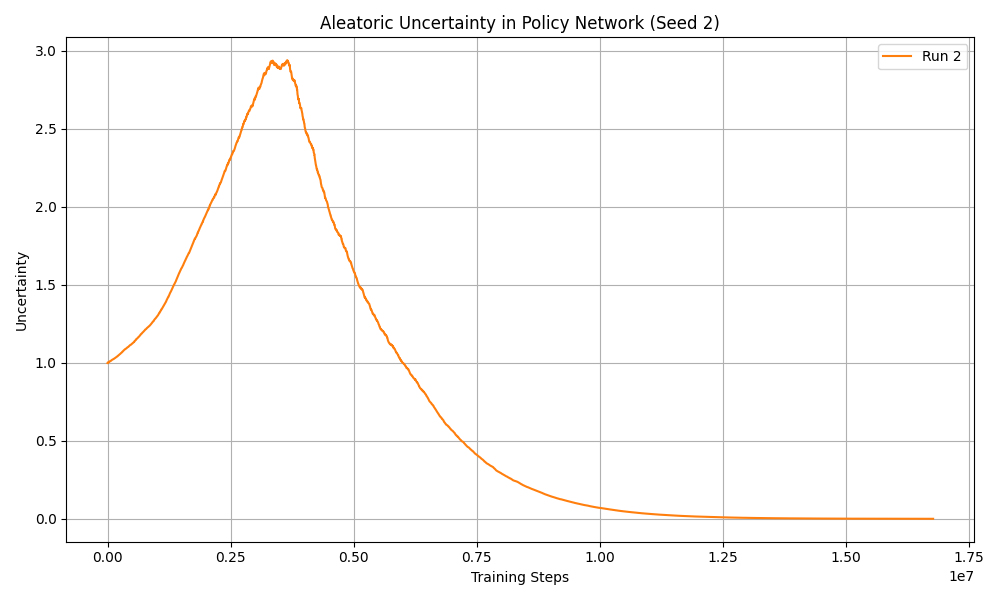 Aleatoric Uncertainty in Policy Network (Seed 2)
Run 2
Uncertainty
3.0
2.5
2.0
1.5
1.0
0.5
0.0
0.00 0.25 0.50 0.75 1.00 1.25 1.50 1.75
1e7
Training Steps